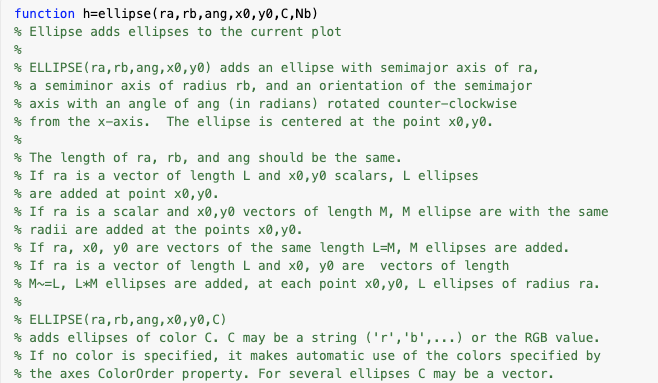 function h=ellipse(ra,rb,ang,x0,y0,C,Nb)
% Ellipse adds ellipses to the current plot
%
% ELLIPSE(ra,rb,ang,x0,y0) adds an ellipse with semimajor axis of ra,
% a semiminor axis of radius rb, and an orientation of the semimajor
% axis with an angle of ang (in radians) rotated counter-clockwise
% from the x-axis.  The ellipse is centered at the point x0,y0.
%
% The length of ra, rb, and ang should be the same.
% If ra is a vector of length L and x0,y0 scalars, L ellipses
% are added at point x0,y0.
% If ra is a scalar and x0,y0 vectors of length M, M ellipse are with the same
% radii are added at the points x0,y0.
% If ra, x0, y0 are vectors of the same length L=M, M ellipses are added.
% If ra is a vector of length L and x0, y0 are  vectors of length
% M~=L, L*M ellipses are added, at each point x0,y0, L ellipses of radius ra.
%
% ELLIPSE(ra,rb,ang,x0,y0,C)
% adds ellipses of color C. C may be a string ('r','b',...) or the RGB value.
% If no color is specified, it makes automatic use of the colors specified by
% the axes ColorOrder property. For several ellipses C may be a vector.